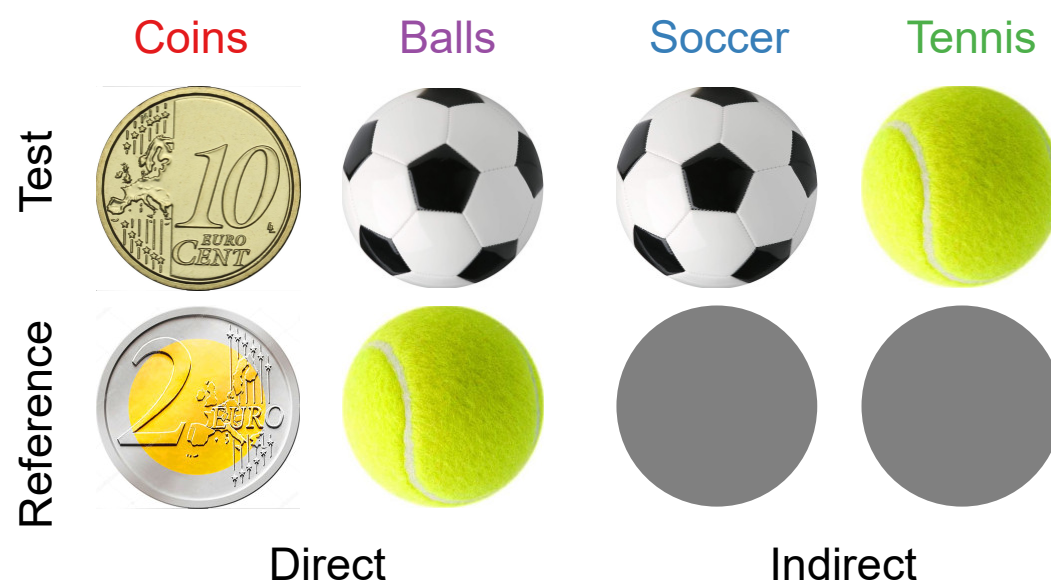 Coins Balls Soccer Tennis
Test
10
EURO
CENT
Reference
2
EURO
Direct Indirect